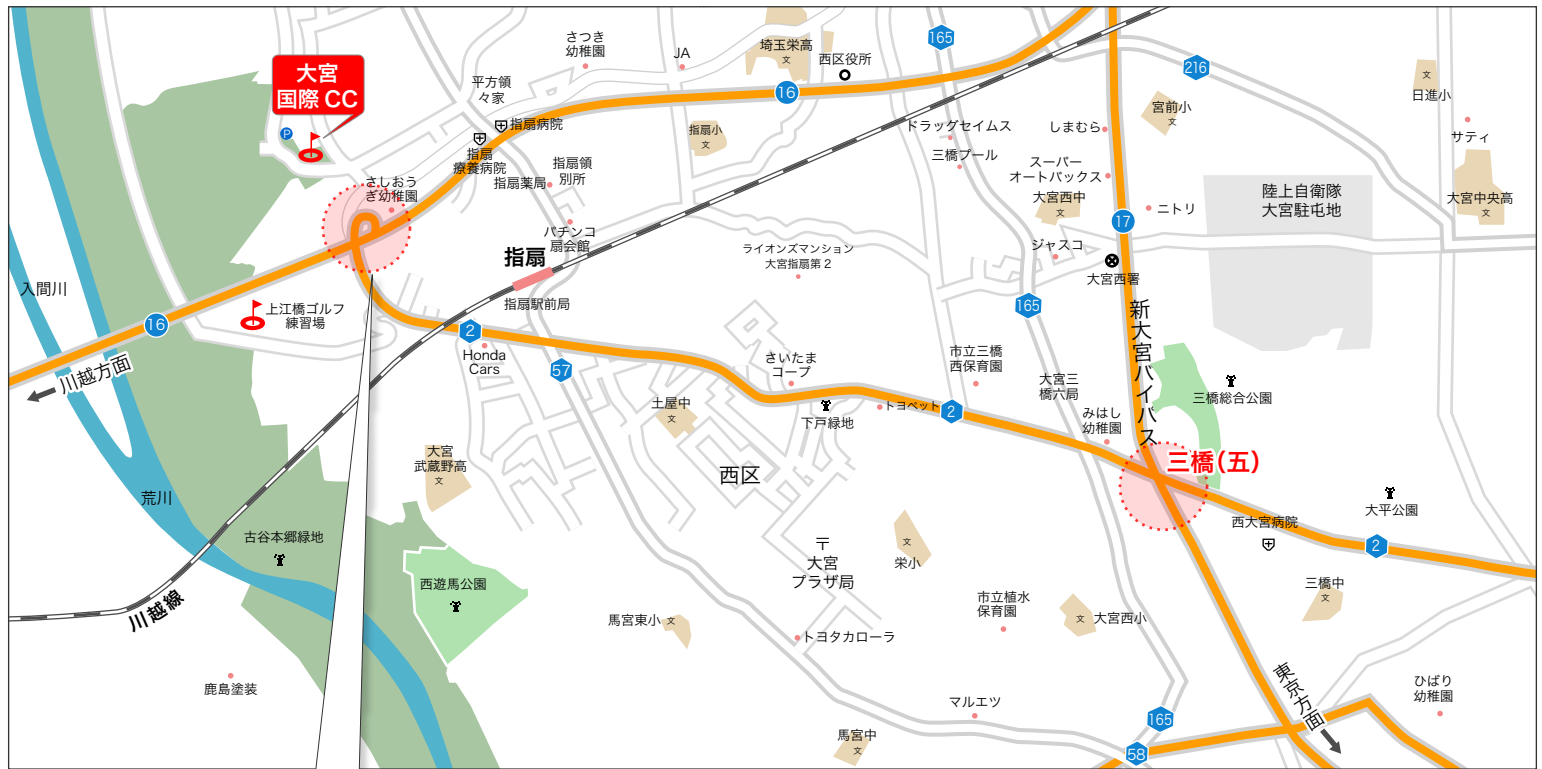 大宮
国際 CC
P
さしおう
ぎ幼稚園
平方領
々家
指扇病院
指扇
療養病院
さつき
幼稚園
JA
埼玉栄高
文
西区役所
16
165
216
文
日進小
サティ
宮前小
文
しまむら
ドラッグセイムス
三橋プール
スーパー
オートバックス
大宮西中
文
指扇小
文
指扇薬局
指扇領
別所
パチンコ
扇会館
指扇
指扇駅前局
ライオンズマンション
大宮指扇第2
17
ニトリ
ジャスコ
大宮西署
陸上自衛隊
大宮駐屯地
大宮中央高
文
入間川
16
上江橋ゴルフ
練習場
川越方面
2
Honda
Cars
57
165
新大宮バイパス
さいたま
コープ
市立三橋
西保育園
大宮三
橋六局
みはし
幼稚園
三橋総合公園
土屋中
文
下戸緑地
トヨペット
2
三橋(五)
大宮
武蔵野高
文
西区
荒川
古谷本郷緑地
西遊馬公園
川越線
〒
大宮
プラザ局
文
栄小
西大宮病院
大平公園
2
三橋中
文
市立植水
保育園
文
大宮西小
馬宮東小
文
トヨタカローラ
鹿島塗装
マルエツ
馬宮中
文
165
58
東京方面
ひばり
幼稚園